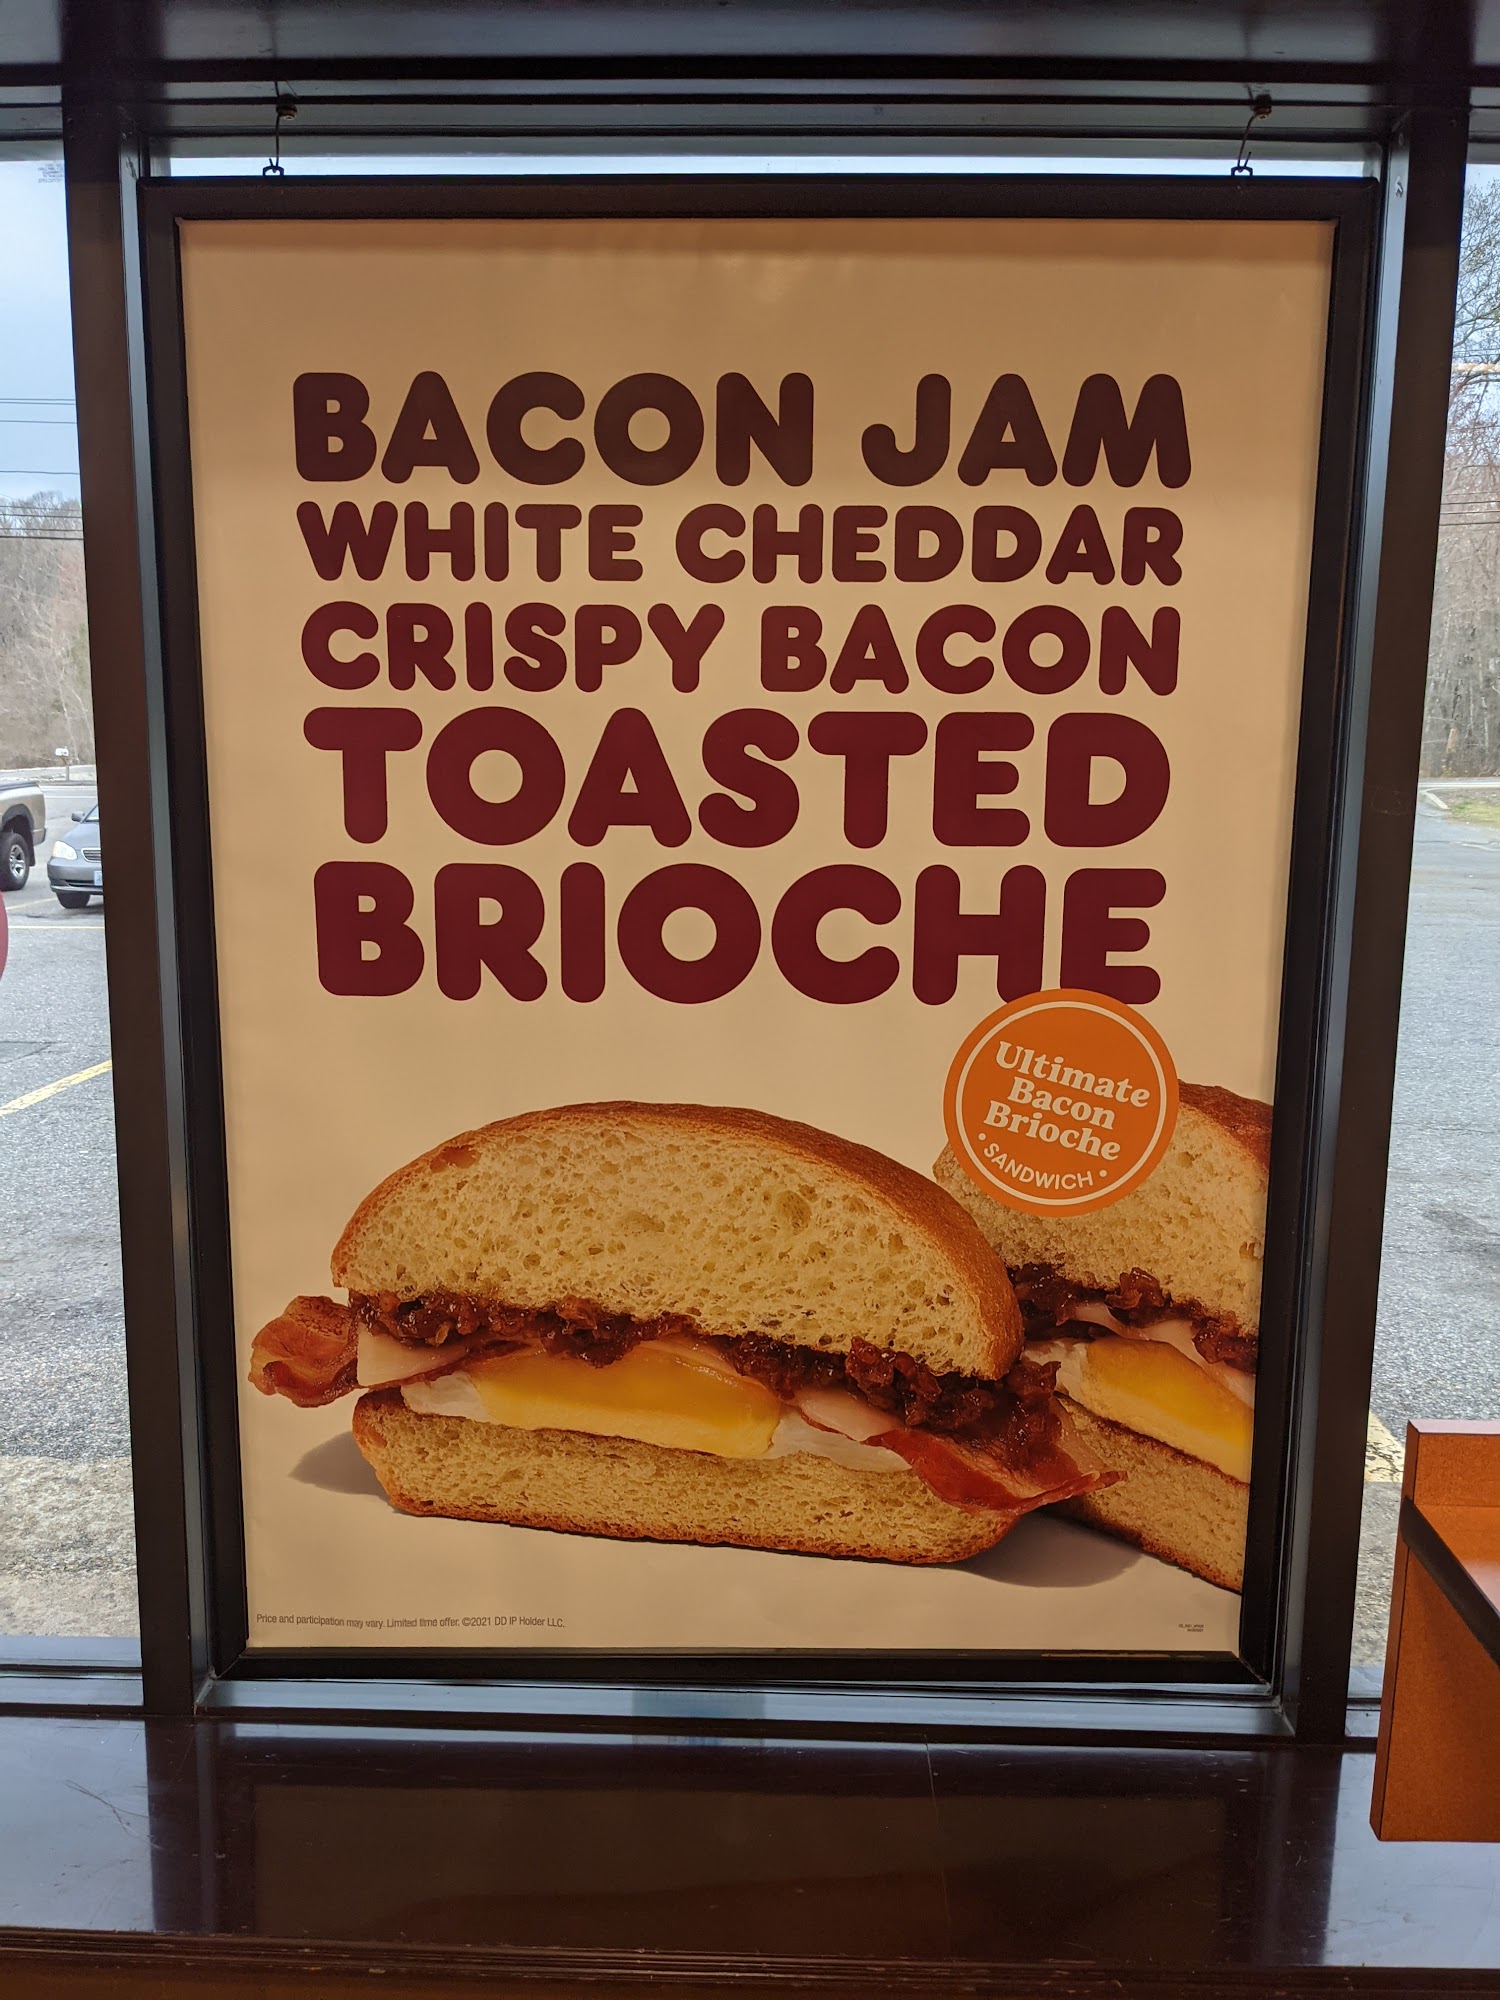 BACON JAM
WHITE CHEDDAR
CRISPY BACON
TOASTED
BRIOCHE
Ultimate
Bacon
Brioche
• SANDWICH •
Price and participation may vary. Limited time offer. ©2021 DD IP Holder LLC.